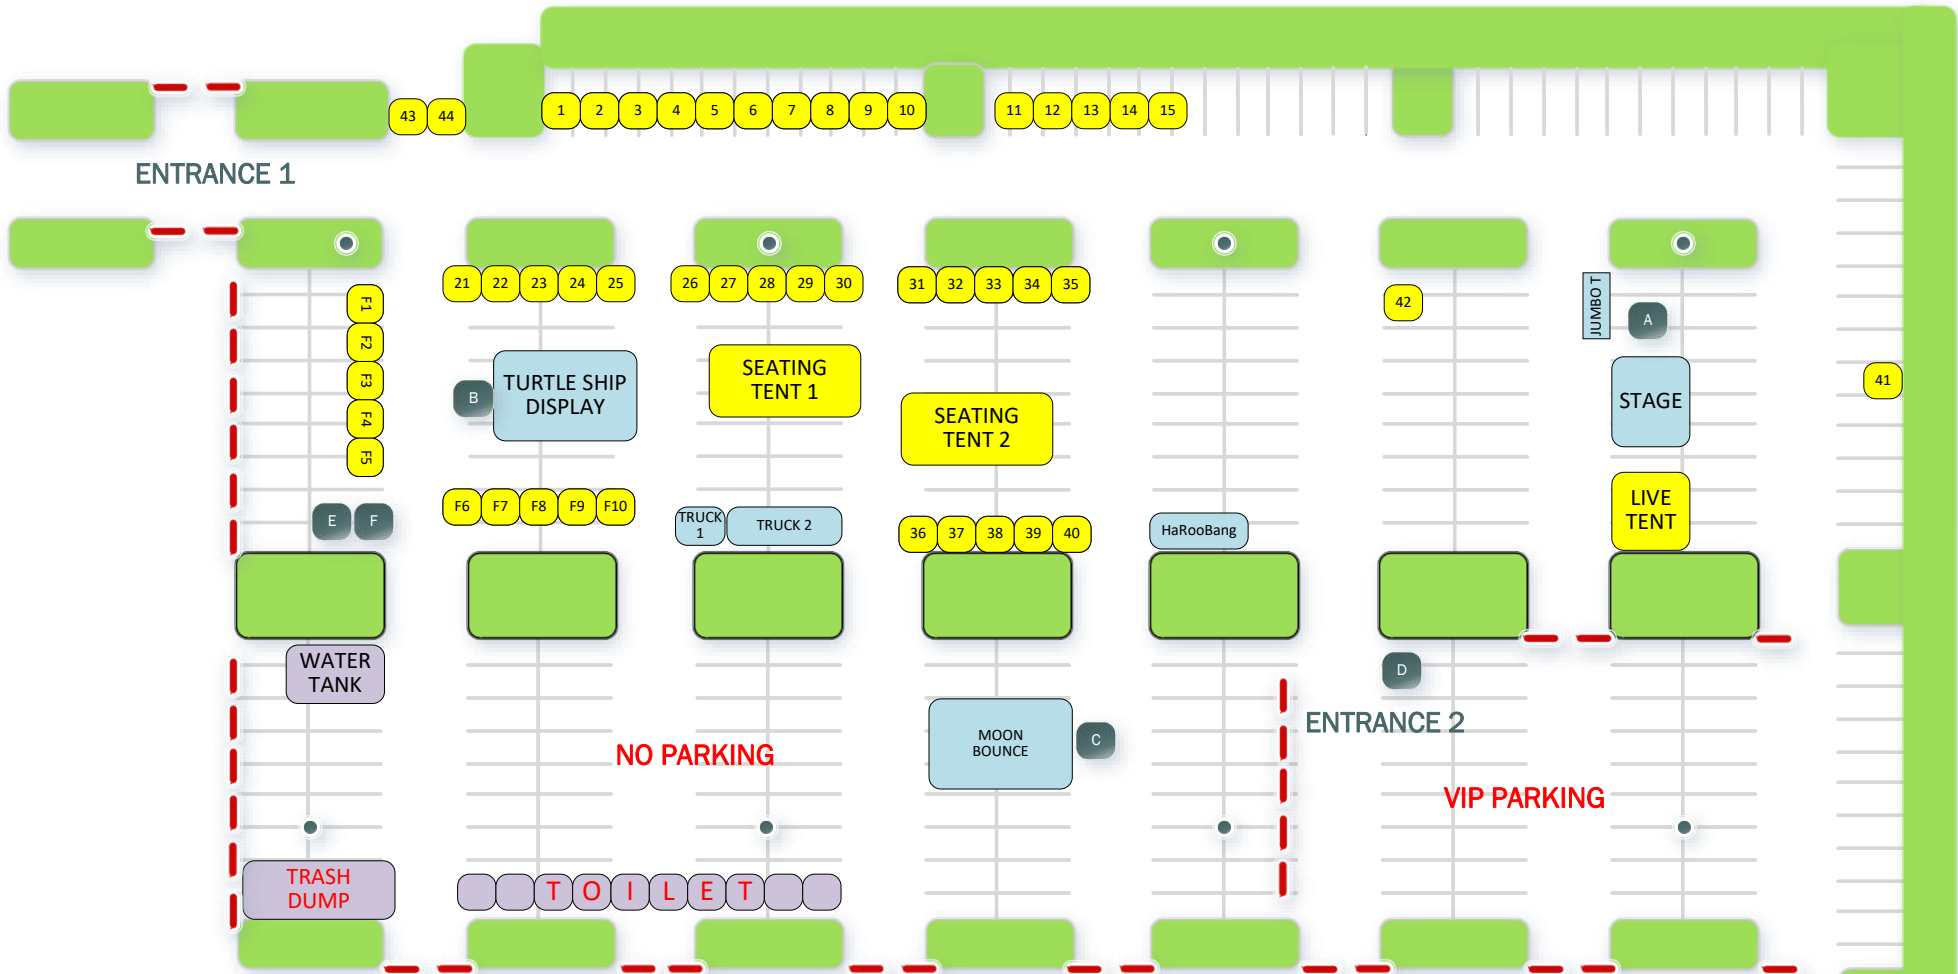 43 44 1 2 3 4 5 6 7 8 9 10 11 12 13 14 15
ENTRANCE 1
21 22 23 24 25 26 27 28 29 30 31 32 33 34 35
42
F1
F2
F3
F4
F5
JUMBO T
A
41
B
TURTLE SHIP
DISPLAY
SEATING
TENT 1
SEATING
TENT 2
STAGE
LIVE
TENT
E F
F6 F7 F8 F9 F10
TRUCK
1
TRUCK 2
36 37 38 39 40
HaRooBang
WATER
TANK
D
ENTRANCE 2
NO PARKING
MOON
BOUNCE
C
VIP PARKING
TRASH
DUMP
TOILET